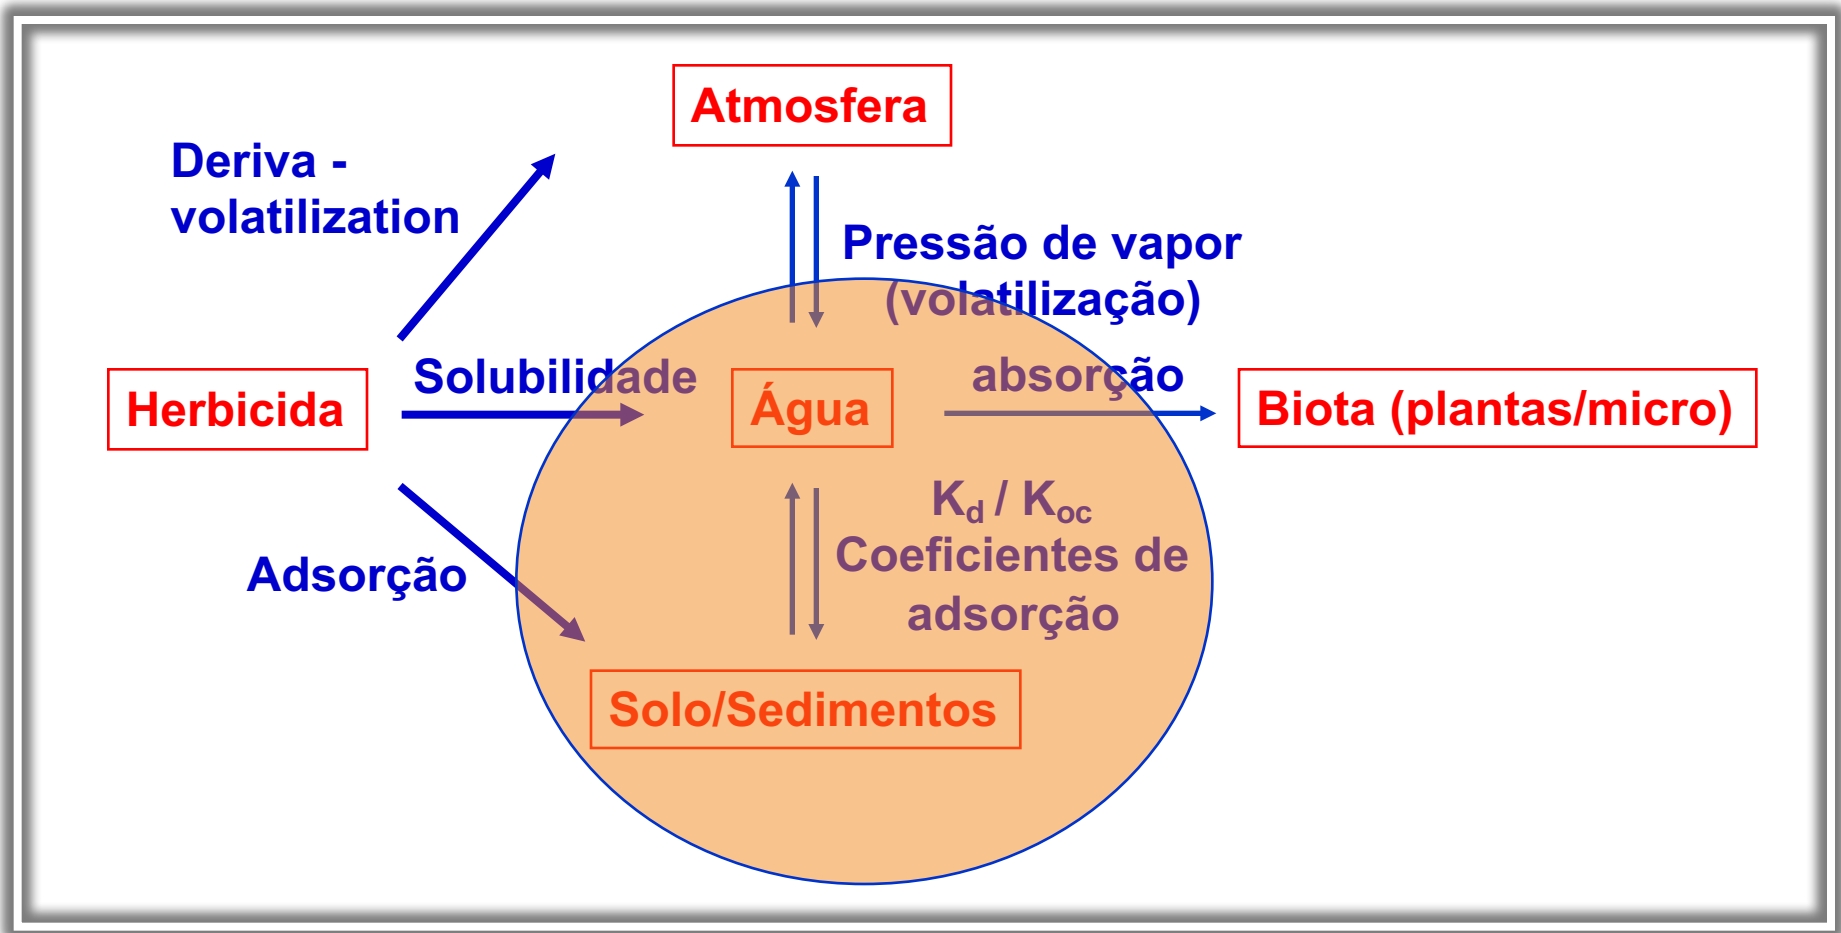 Atmosfera
Deriva -
volatilization
Pressão de vapor
(volatilização)
Solubilidade
absorção
Herbicida
Água
Biota (plantas/micro)
Kd / Koc
Coeficientes de
adsorção
Adsorção
Solo/Sedimentos